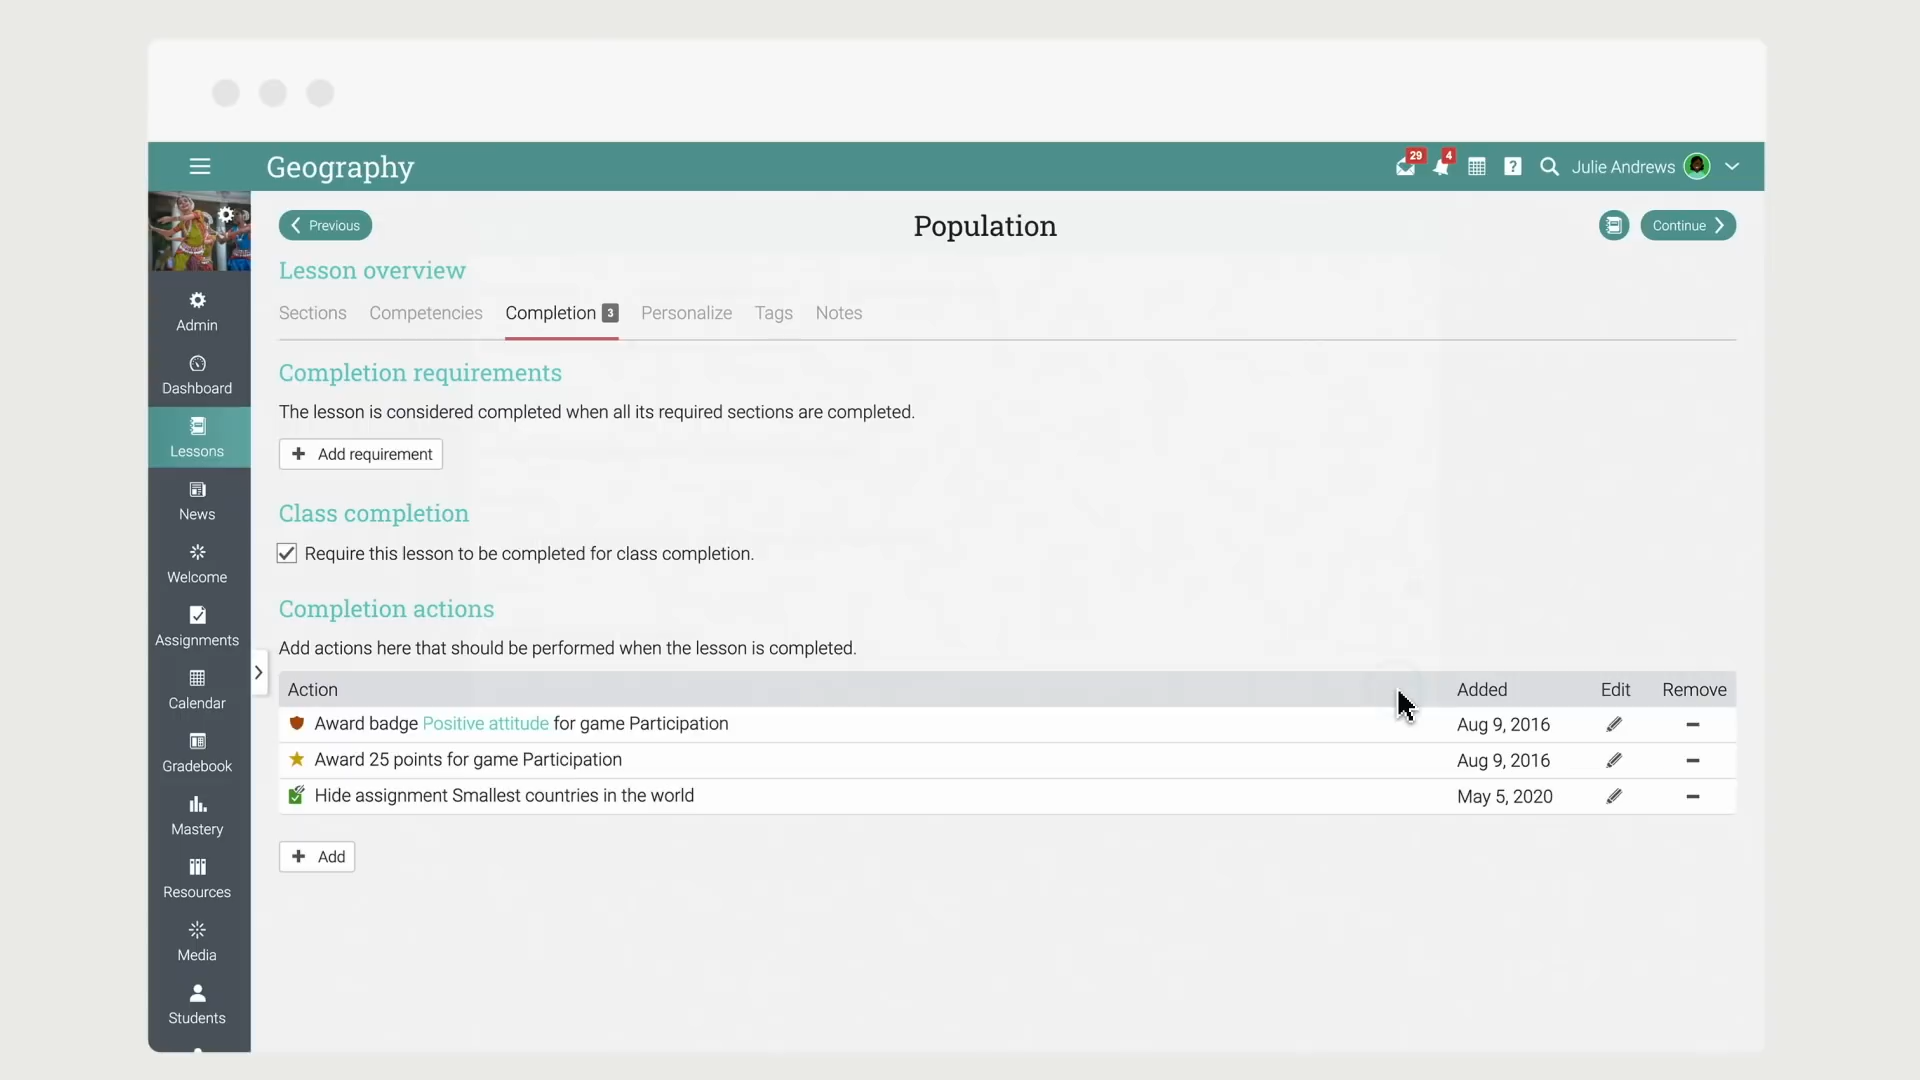 Geography
29
4
?
Julie Andrews
Previous
Population
Continue
Lesson overview
Sections Competencies Completion 3 Personalize Tags Notes
Completion requirements
The lesson is considered completed when all its required sections are completed.
Add requirement
Class completion
Require this lesson to be completed for class completion.
Completion actions
Add actions here that should be performed when the lesson is completed.
Action Added Edit Remove
Award badge Positive attitude for game Participation Aug 9, 2016
Award 25 points for game Participation Aug 9, 2016
Hide assignment Smallest countries in the world May 5, 2020
Add
Admin
Dashboard
Lessons
News
Welcome
Assignments
Calendar
Gradebook
Mastery
Resources
Media
Students